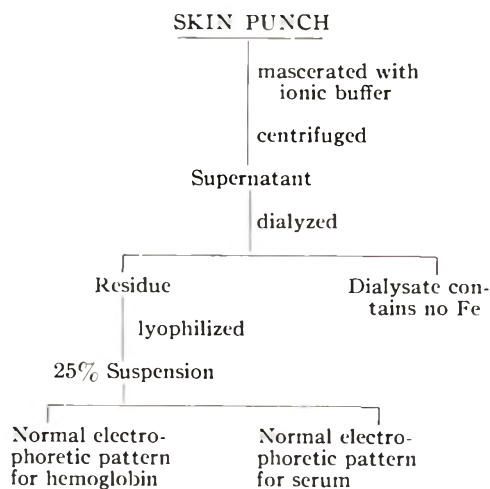 SKIN PUNCH
mascerated with
ionic buffer
centrifuged
Supernatant
dialyzed
Residue
Dialysate con-
tains no Fe
lyophilized
25% Suspension
Normal electro-
phoretic pattern
for hemoglobin
Normal electro-
phoretic pattern
for serum